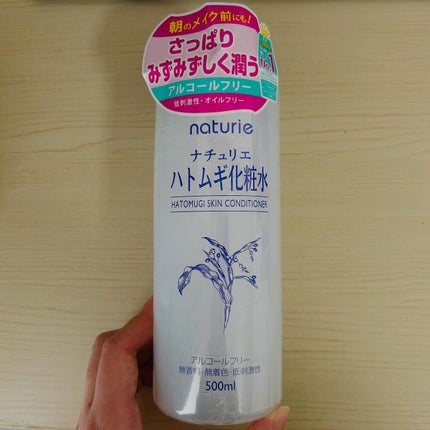 朝のメイク前にも!
さっぱり
みずみずしく潤う
アルコールフリー
低刺激性・オイルフリー
naturie
ナチュリエ
ハトムギ化粧水
HATOMUGI SKIN CONDITIONER
アルコールフリー
無香料・無着色・低刺激性
500ml